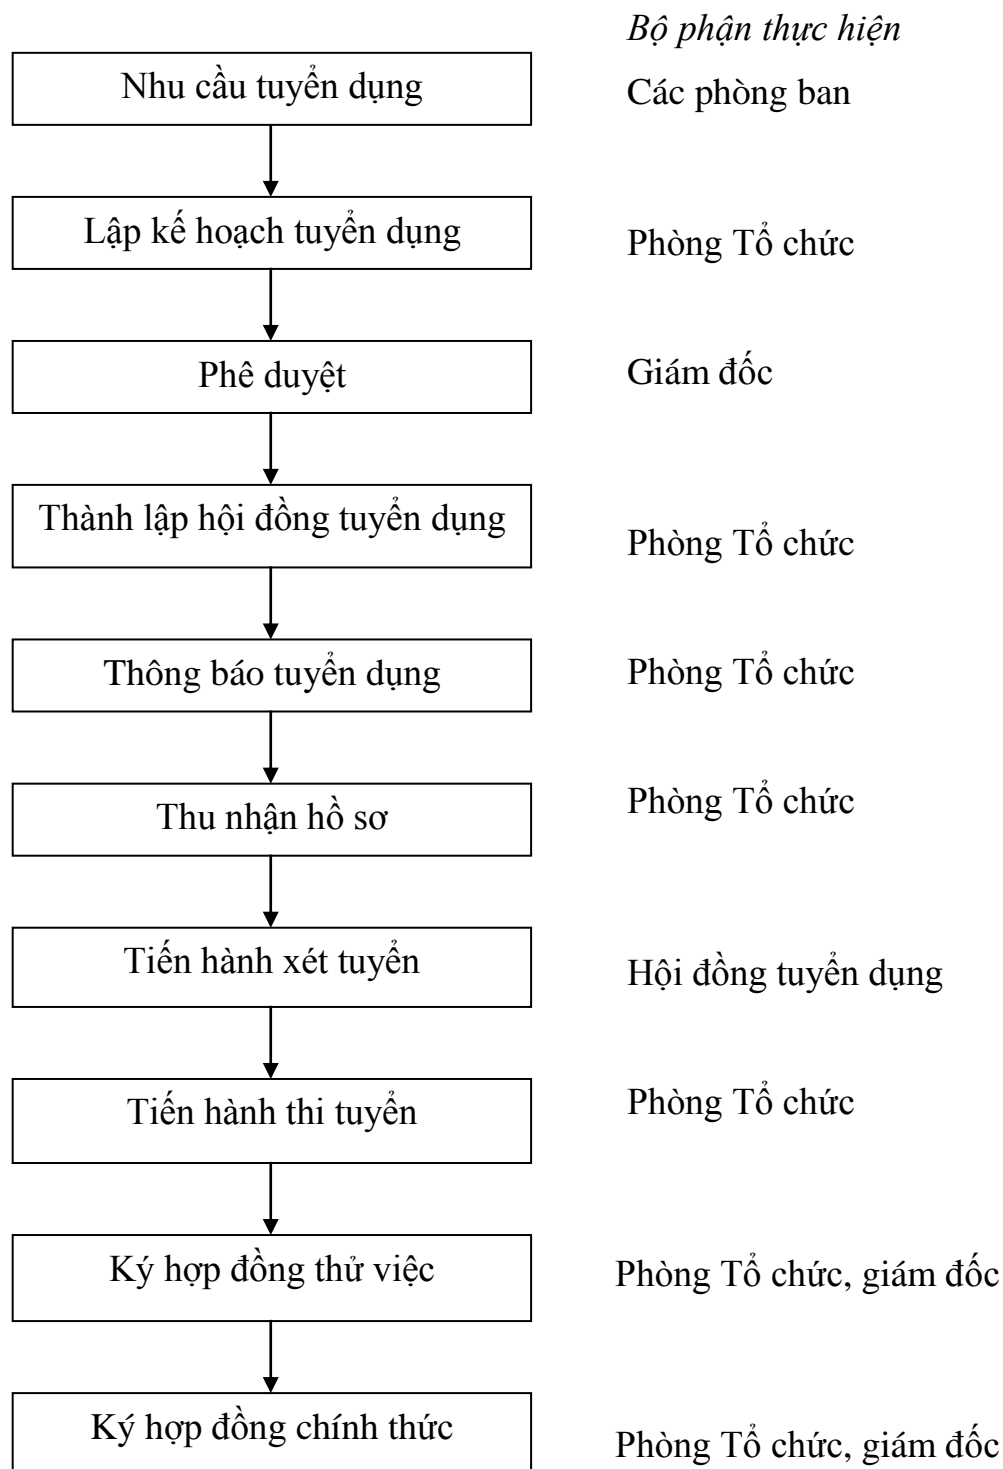 Bộ phận thực hiện
Nhu cầu tuyển dụng
Các phòng ban
Lập kế hoạch tuyển dụng
Phòng Tổ chức
Phê duyệt
Giám đốc
Thành lập hội đồng tuyển dụng
Phòng Tổ chức
Thông báo tuyển dụng
Phòng Tổ chức
Thu nhận hồ sơ
Phòng Tổ chức
Tiến hành xét tuyển
Hội đồng tuyển dụng
Tiến hành thi tuyển
Phòng Tổ chức
Ký hợp đồng thử việc
Phòng Tổ chức, giám đốc
Ký hợp đồng chính thức
Phòng Tổ chức, giám đốc